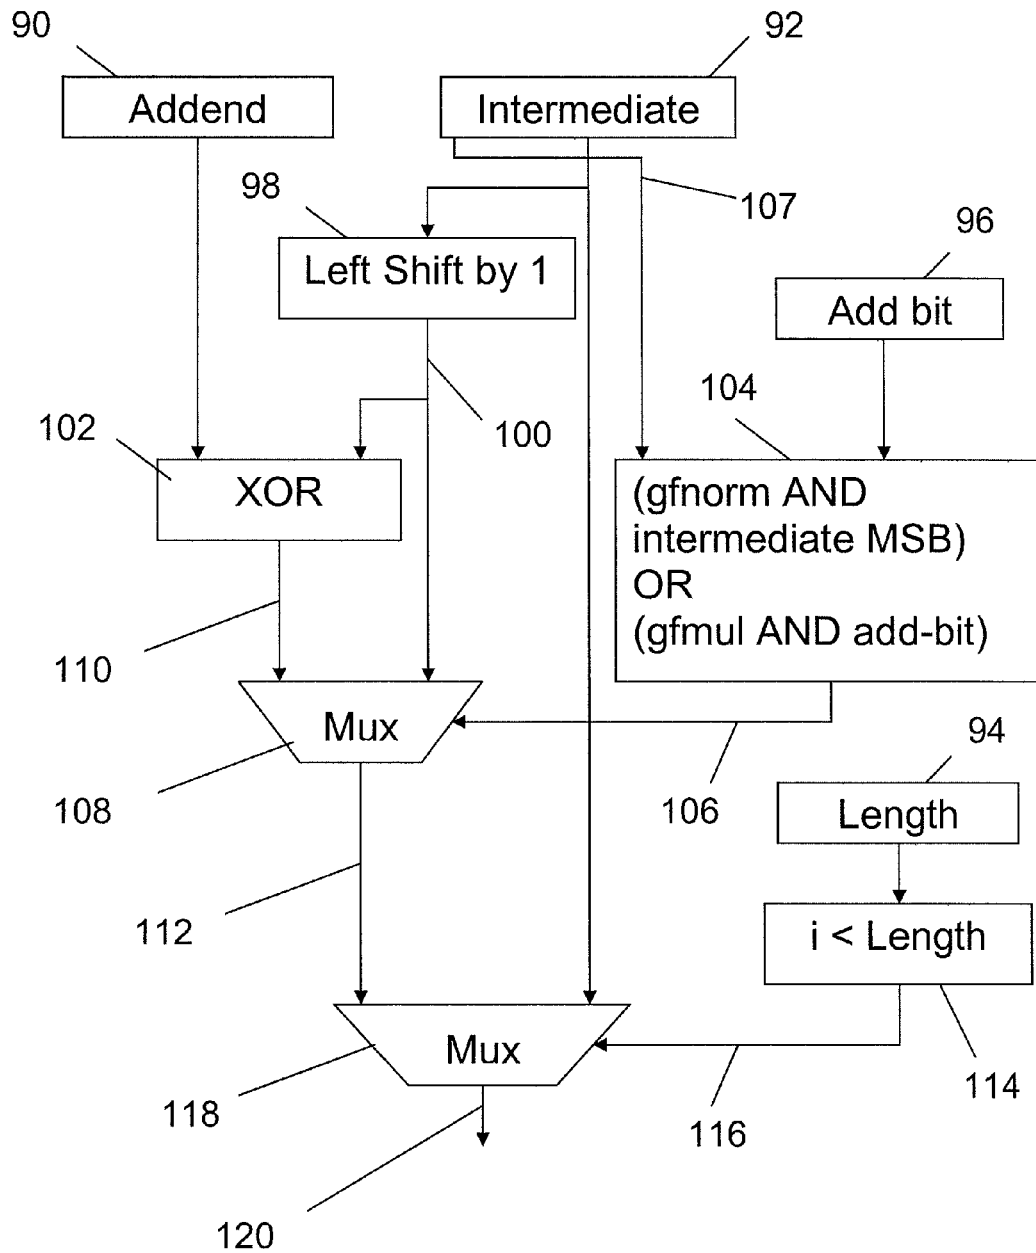 90
92
Addend
Intermediate
98
107
96
Left Shift by 1
Add bit
104
102
100
XOR
(gfnorm AND
intermediate MSB)
OR
(gfmul AND add-bit)
110
Mux
94
108
106
Length
112
i < Length
Mux
118
116
114
120